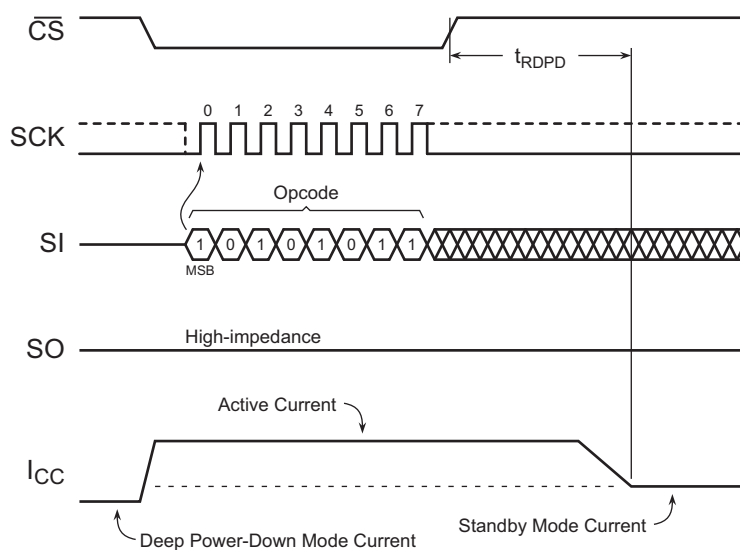 CS
tRDPD
0 1 2 3 4 5 6 7
SCK
Opcode
SI
1 0 1 0 1 0 1 1
MSB
High-impedance
SO
Active Current
ICC
Standby Mode Current
Deep Power-Down Mode Current